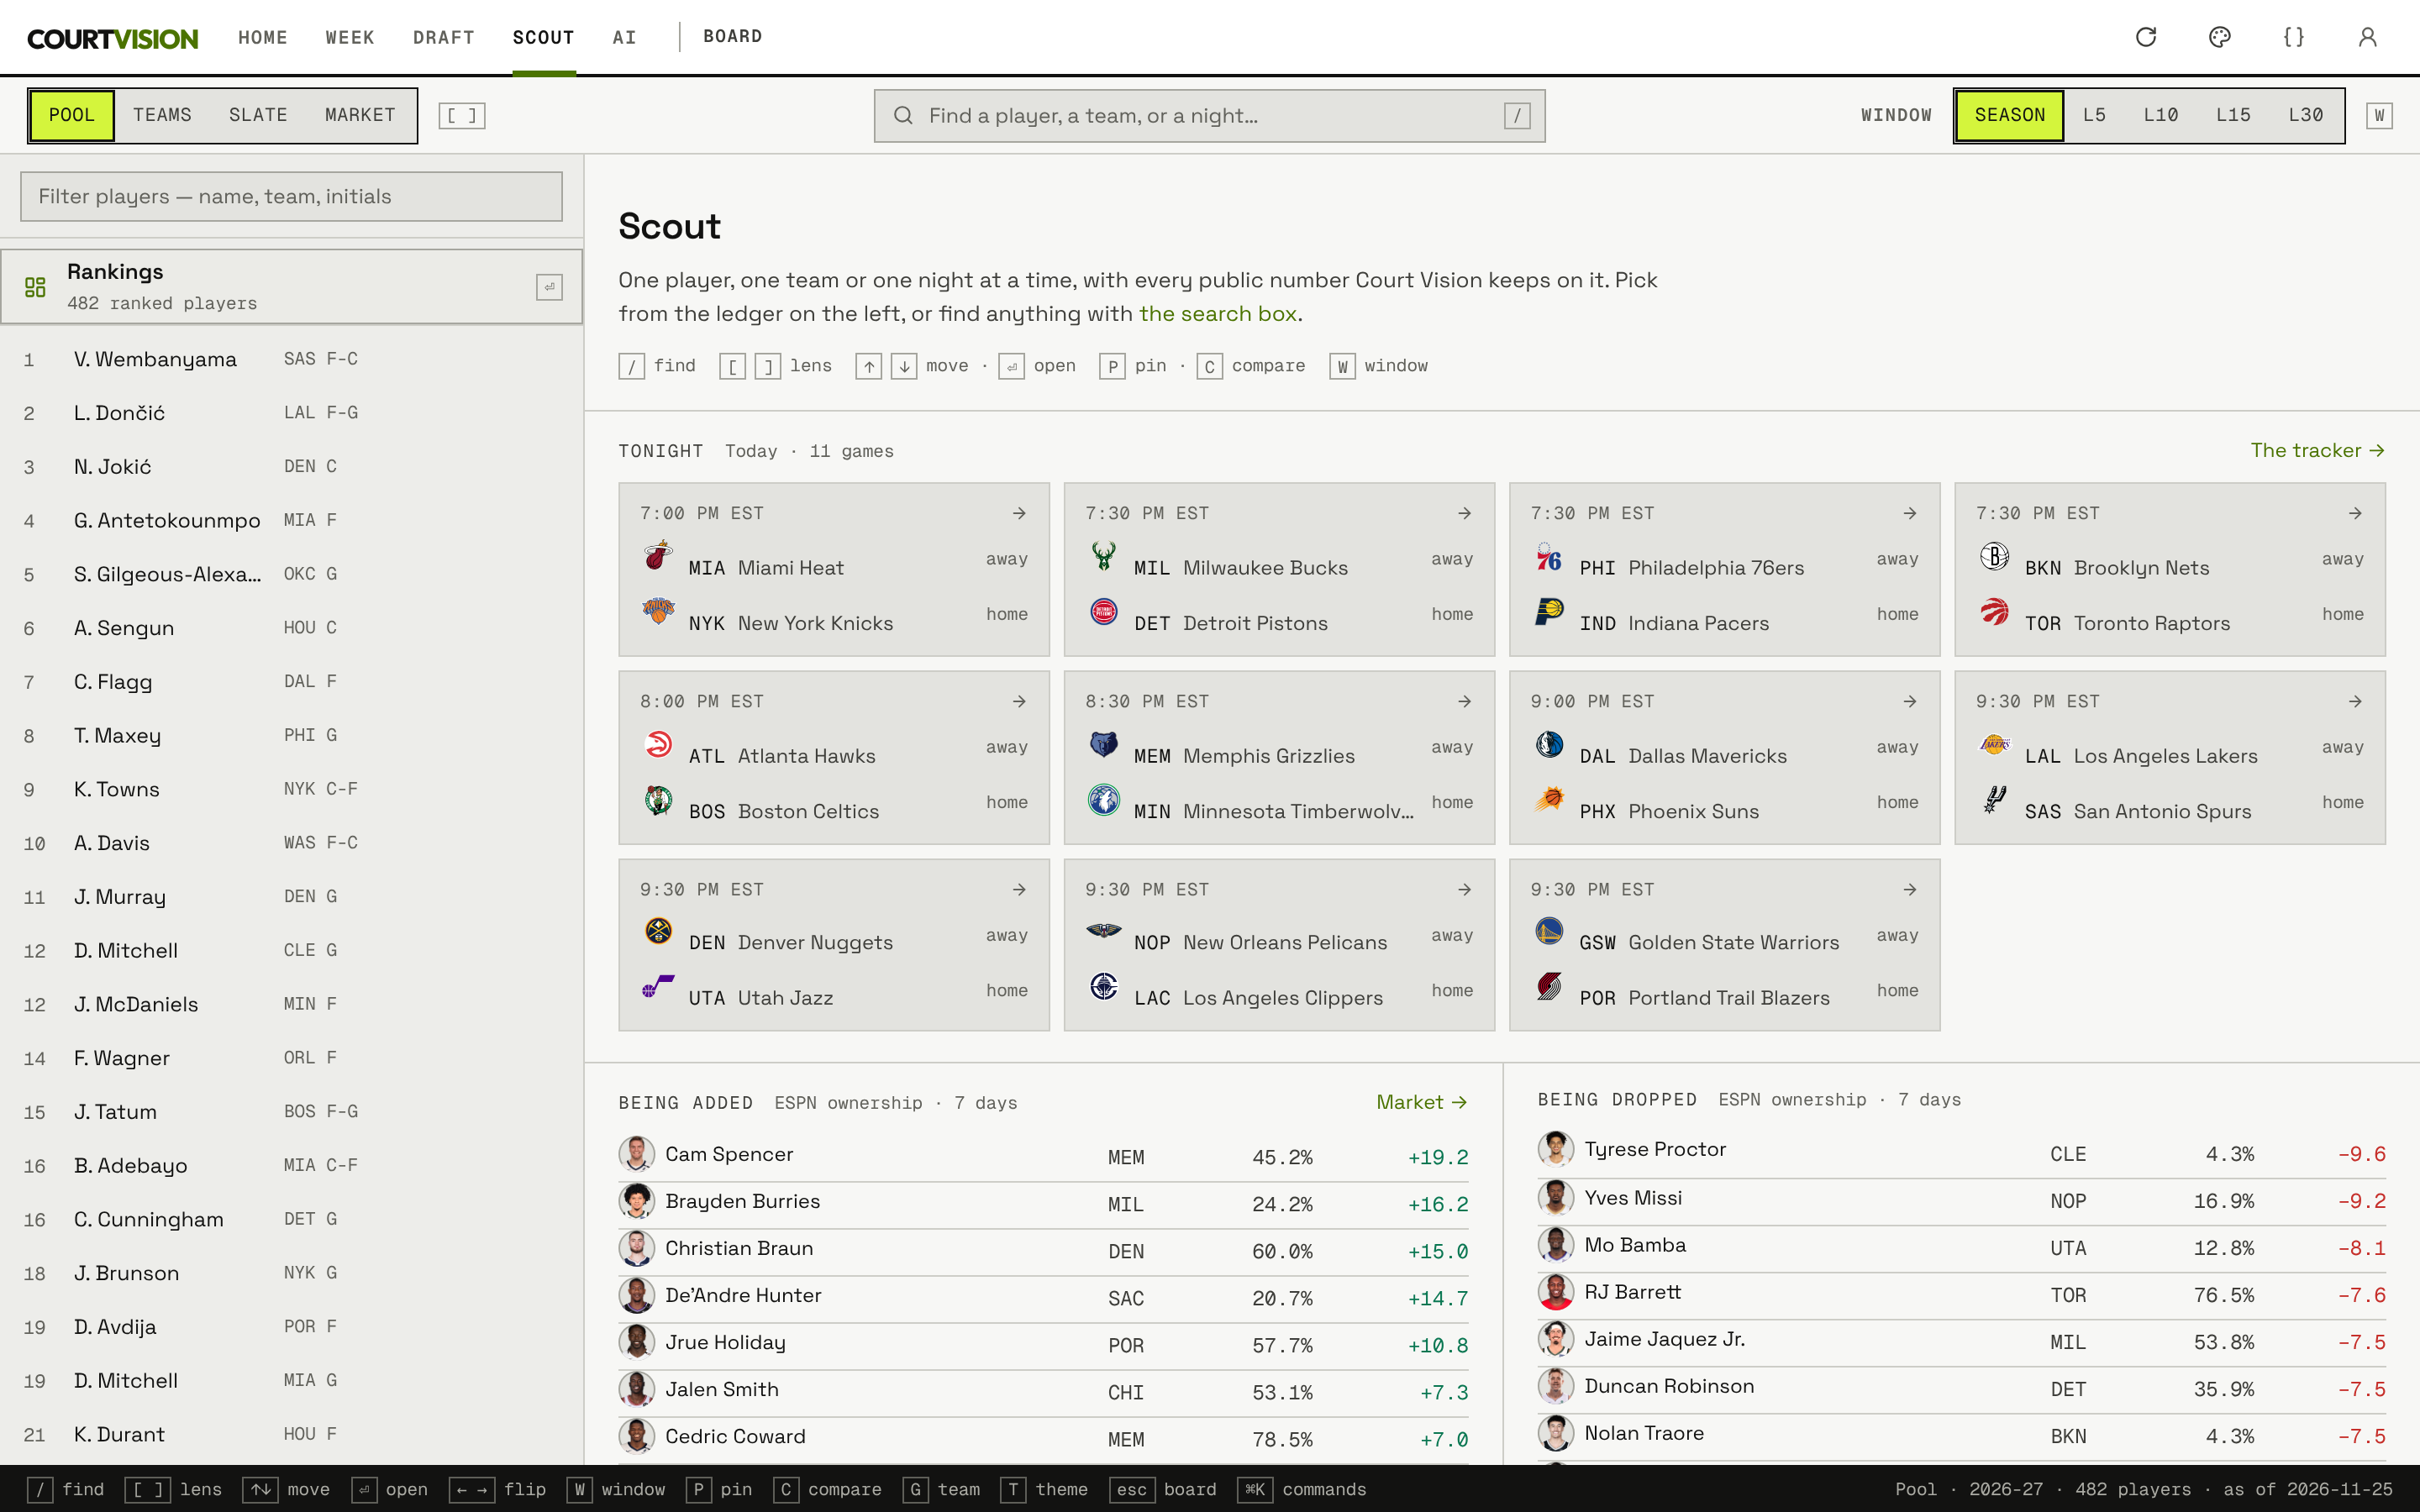 COURTVISION HOME WEEK DRAFT SCOUT AI BOARD { }
POOL TEAMS SLATE MARKET [ ] Find a player, a team, or a night… / WINDOW SEASON L5 L10 L15 L30 W
Filter players — name, team, initials
Rankings
482 ranked players
1 V. Wembanyama SAS F-C
2 L. Dončić LAL F-G
3 N. Jokić DEN C
4 G. Antetokounmpo MIA F
5 S. Gilgeous-Alexa… OKC G
6 A. Sengun HOU C
7 C. Flagg DAL F
8 T. Maxey PHI G
9 K. Towns NYK C-F
10 A. Davis WAS F-C
11 J. Murray DEN G
12 D. Mitchell CLE G
12 J. McDaniels MIN F
14 F. Wagner ORL F
15 J. Tatum BOS F-G
16 B. Adebayo MIA C-F
16 C. Cunningham DET G
18 J. Brunson NYK G
19 D. Avdija POR F
19 D. Mitchell MIA G
21 K. Durant HOU F
Scout
One player, one team or one night at a time, with every public number Court Vision keeps on it. Pick
from the ledger on the left, or find anything with the search box.
/ find [ ] lens ↑ ↓ move · ⏎ open P pin · C compare W window
TONIGHT Today · 11 games The tracker →
7:00 PM EST →
MIA Miami Heat away
NYK New York Knicks home
7:30 PM EST →
MIL Milwaukee Bucks away
DET Detroit Pistons home
7:30 PM EST →
PHI Philadelphia 76ers away
IND Indiana Pacers home
7:30 PM EST →
BKN Brooklyn Nets away
TOR Toronto Raptors home
8:00 PM EST →
ATL Atlanta Hawks away
BOS Boston Celtics home
8:30 PM EST →
MEM Memphis Grizzlies away
MIN Minnesota Timberwolv… home
9:00 PM EST →
DAL Dallas Mavericks away
PHX Phoenix Suns home
9:30 PM EST →
LAL Los Angeles Lakers away
SAS San Antonio Spurs home
9:30 PM EST →
DEN Denver Nuggets away
UTA Utah Jazz home
9:30 PM EST →
NOP New Orleans Pelicans away
LAC Los Angeles Clippers home
9:30 PM EST →
GSW Golden State Warriors away
POR Portland Trail Blazers home
BEING ADDED ESPN ownership · 7 days Market →
Cam Spencer MEM 45.2% +19.2
Brayden Burries MIL 24.2% +16.2
Christian Braun DEN 60.0% +15.0
De’Andre Hunter SAC 20.7% +14.7
Jrue Holiday POR 57.7% +10.8
Jalen Smith CHI 53.1% +7.3
Cedric Coward MEM 78.5% +7.0
BEING DROPPED ESPN ownership · 7 days
Tyrese Proctor CLE 4.3% −9.6
Yves Missi NOP 16.9% −9.2
Mo Bamba UTA 12.8% −8.1
RJ Barrett TOR 76.5% −7.6
Jaime Jaquez Jr. MIL 53.8% −7.5
Duncan Robinson DET 35.9% −7.5
Nolan Traore BKN 4.3% −7.5
/ find [ ] lens ↑↓ move ⏎ open ← → flip W window P pin C compare G team T theme esc board ⌘K commands Pool · 2026-27 · 482 players · as of 2026-11-25